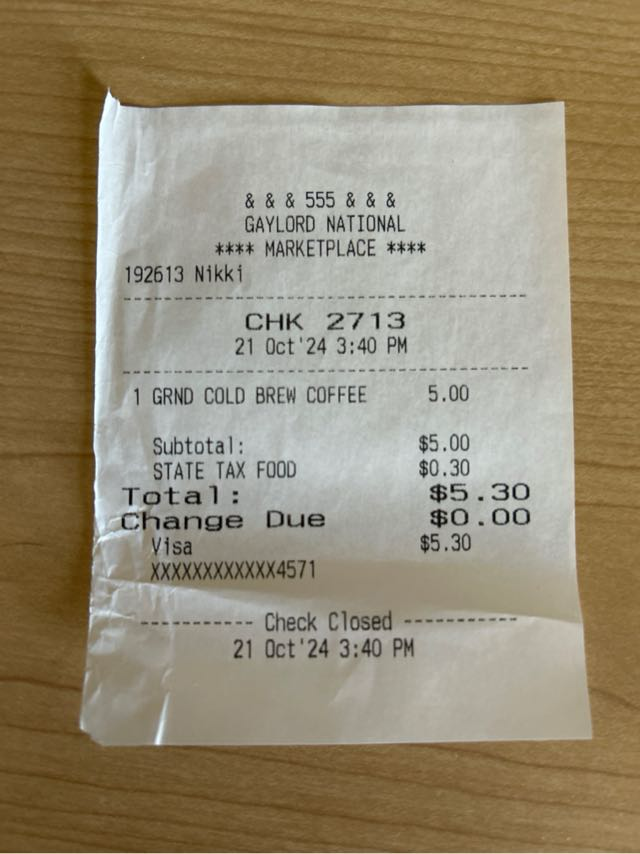 & & & 555 & & &
GAYLORD NATIONAL
**** MARKETPLACE ****
192613 Nikki
--------------------------------------
CHK 2713
21 Oct'24 3:40 PM
--------------------------------------
1 GRND COLD BREW COFFEE 5.00
Subtotal: $5.00
STATE TAX FOOD $0.30
Total: $5.30
Change Due $0.00
Visa $5.30
XXXXXXXXXXXX4571
----------- Check Closed -----------
21 Oct'24 3:40 PM